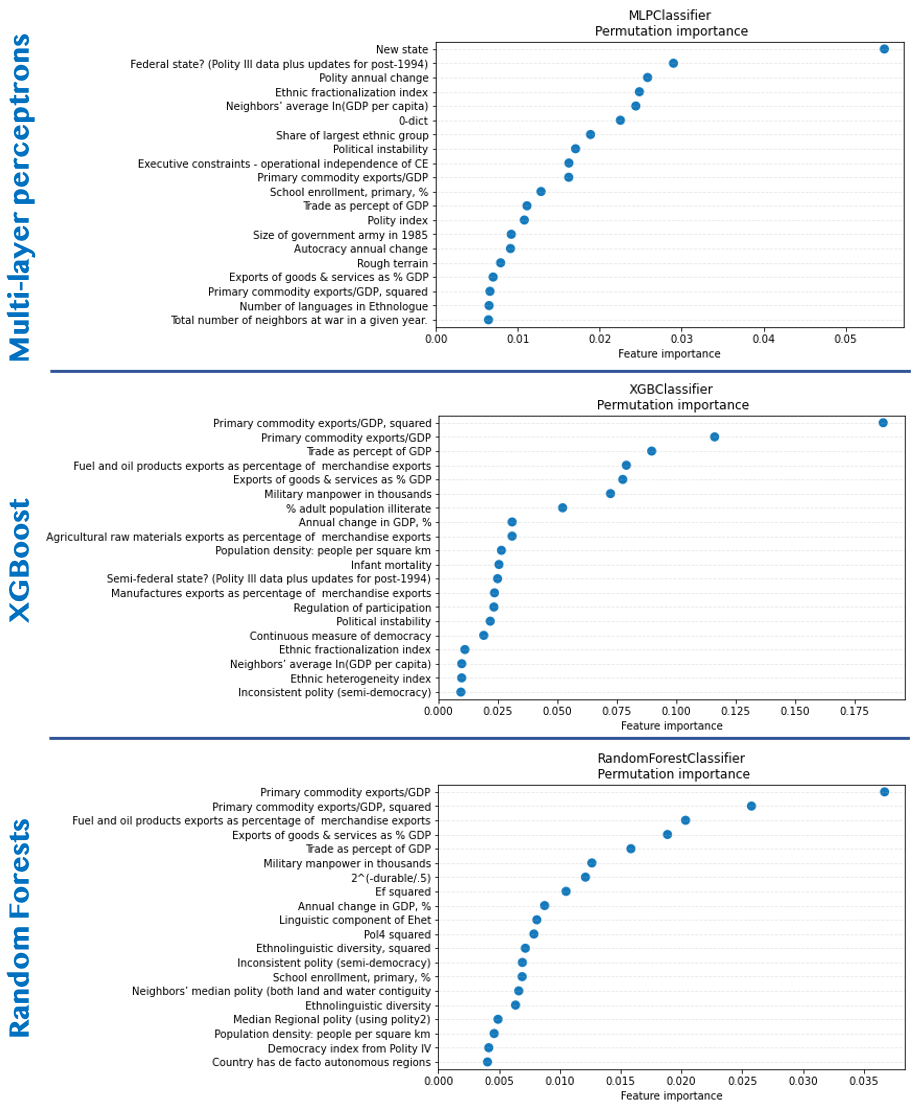 Multi-layer perceptrons
MLPClassifier
Permutation importance
New state
Federal state? (Polity III data plus updates for post-1994)
Polity annual change
Ethnic fractionalization index
Neighbors’ average ln(GDP per capita)
0-dict
Share of largest ethnic group
Political instability
Executive constraints - operational independence of CE
Primary commodity exports/GDP
School enrollment, primary, %
Trade as percept of GDP
Polity index
Size of government army in 1985
Autocracy annual change
Rough terrain
Exports of goods & services as % GDP
Primary commodity exports/GDP, squared
Number of languages in Ethnologue
Total number of neighbors at war in a given year.
0.00 0.01 0.02 0.03 0.04 0.05
Feature importance
XGBoost
XGBClassifier
Permutation importance
Primary commodity exports/GDP, squared
Primary commodity exports/GDP
Trade as percept of GDP
Fuel and oil products exports as percentage of  merchandise exports
Exports of goods & services as % GDP
Military manpower in thousands
% adult population illiterate
Annual change in GDP, %
Agricultural raw materials exports as percentage of  merchandise exports
Population density: people per square km
Infant mortality
Semi-federal state? (Polity III data plus updates for post-1994)
Manufactures exports as percentage of  merchandise exports
Regulation of participation
Political instability
Continuous measure of democracy
Ethnic fractionalization index
Neighbors’ average ln(GDP per capita)
Ethnic heterogeneity index
Inconsistent polity (semi-democracy)
0.000 0.025 0.050 0.075 0.100 0.125 0.150 0.175
Feature importance
Random Forests
RandomForestClassifier
Permutation importance
Primary commodity exports/GDP
Primary commodity exports/GDP, squared
Fuel and oil products exports as percentage of  merchandise exports
Exports of goods & services as % GDP
Trade as percept of GDP
Military manpower in thousands
2^(-durable/.5)
Ef squared
Annual change in GDP, %
Linguistic component of Ehet
Pol4 squared
Ethnolinguistic diversity, squared
Inconsistent polity (semi-democracy)
School enrollment, primary, %
Neighbors’ median polity (both land and water contiguity
Ethnolinguistic diversity
Median Regional polity (using polity2)
Population density: people per square km
Democracy index from Polity IV
Country has de facto autonomous regions
0.000 0.005 0.010 0.015 0.020 0.025 0.030 0.035
Feature importance